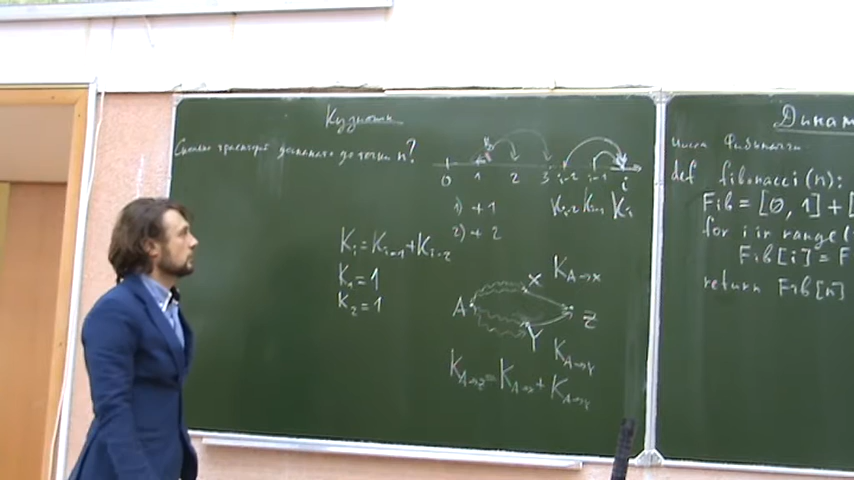 Кузнечик
Сколько траекторий допрыгать до точки n?
0 1 2 3 i-2 i-1 i
1) +1
2) +2
K_{i-2} K_{i-1} K_i
K_i = K_{i-1} + K_{i-2}
K_1 = 1
K_2 = 1
A X Y Z
K_{A→X}
K_{A→Y}
K_{A→Z} = K_{A→X} + K_{A→Y}
Динам
Числа Фибоначчи
def fibonacci(n):
Fib = [0, 1] + [
for i in range(
Fib[i] = F
return Fib[n]